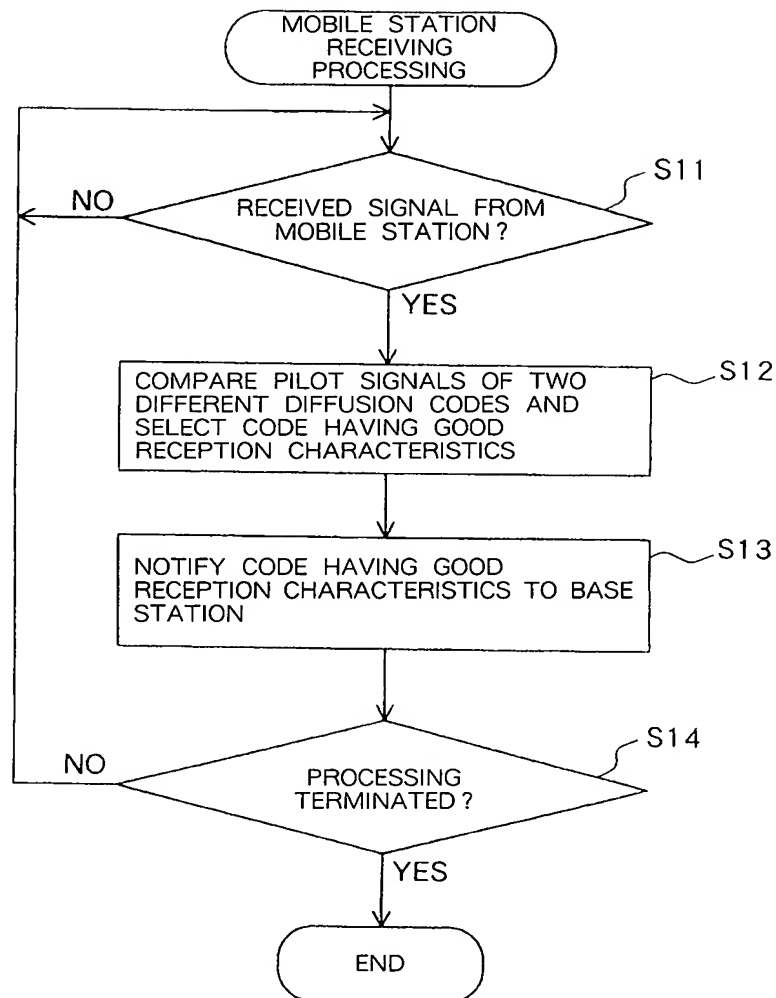 MOBILE STATION
RECEIVING
PROCESSING
S11
NO
RECEIVED SIGNAL FROM
MOBILE STATION?
YES
S12
COMPARE PILOT SIGNALS OF TWO
DIFFERENT DIFFUSION CODES AND
SELECT CODE HAVING GOOD
RECEPTION CHARACTERISTICS
S13
NOTIFY CODE HAVING GOOD
RECEPTION CHARACTERISTICS TO BASE
STATION
S14
NO
PROCESSING
TERMINATED?
YES
END